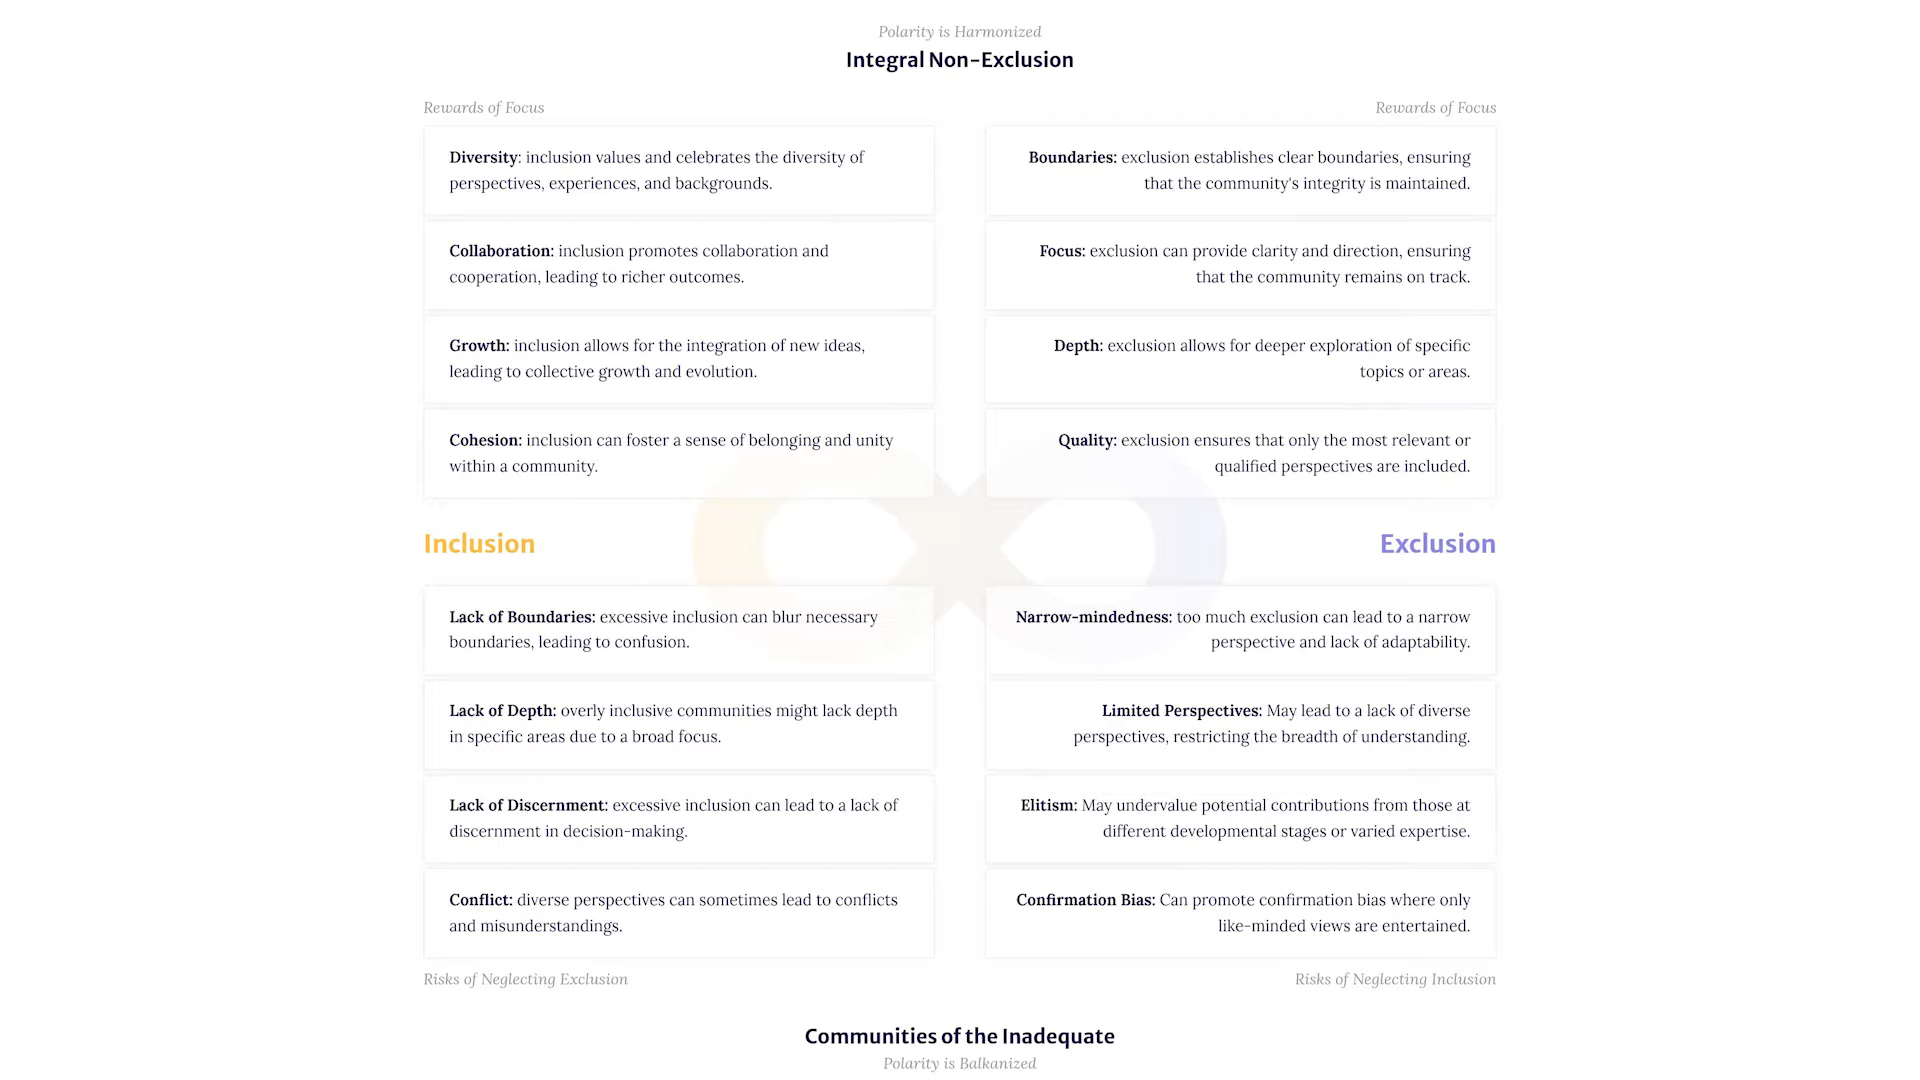 Polarity is Harmonized
Integral Non-Exclusion
Rewards of Focus
Rewards of Focus
Diversity: inclusion values and celebrates the diversity of
perspectives, experiences, and backgrounds.
Boundaries: exclusion establishes clear boundaries, ensuring
that the community's integrity is maintained.
Collaboration: inclusion promotes collaboration and
cooperation, leading to richer outcomes.
Focus: exclusion can provide clarity and direction, ensuring
that the community remains on track.
Growth: inclusion allows for the integration of new ideas,
leading to collective growth and evolution.
Depth: exclusion allows for deeper exploration of specific
topics or areas.
Cohesion: inclusion can foster a sense of belonging and unity
within a community.
Quality: exclusion ensures that only the most relevant or
qualified perspectives are included.
Inclusion
Exclusion
Lack of Boundaries: excessive inclusion can blur necessary
boundaries, leading to confusion.
Narrow-mindedness: too much exclusion can lead to a narrow
perspective and lack of adaptability.
Lack of Depth: overly inclusive communities might lack depth
in specific areas due to a broad focus.
Limited Perspectives: May lead to a lack of diverse
perspectives, restricting the breadth of understanding.
Lack of Discernment: excessive inclusion can lead to a lack of
discernment in decision-making.
Elitism: May undervalue potential contributions from those at
different developmental stages or varied expertise.
Conflict: diverse perspectives can sometimes lead to conflicts
and misunderstandings.
Confirmation Bias: Can promote confirmation bias where only
like-minded views are entertained.
Risks of Neglecting Exclusion
Risks of Neglecting Inclusion
Communities of the Inadequate
Polarity is Balkanized